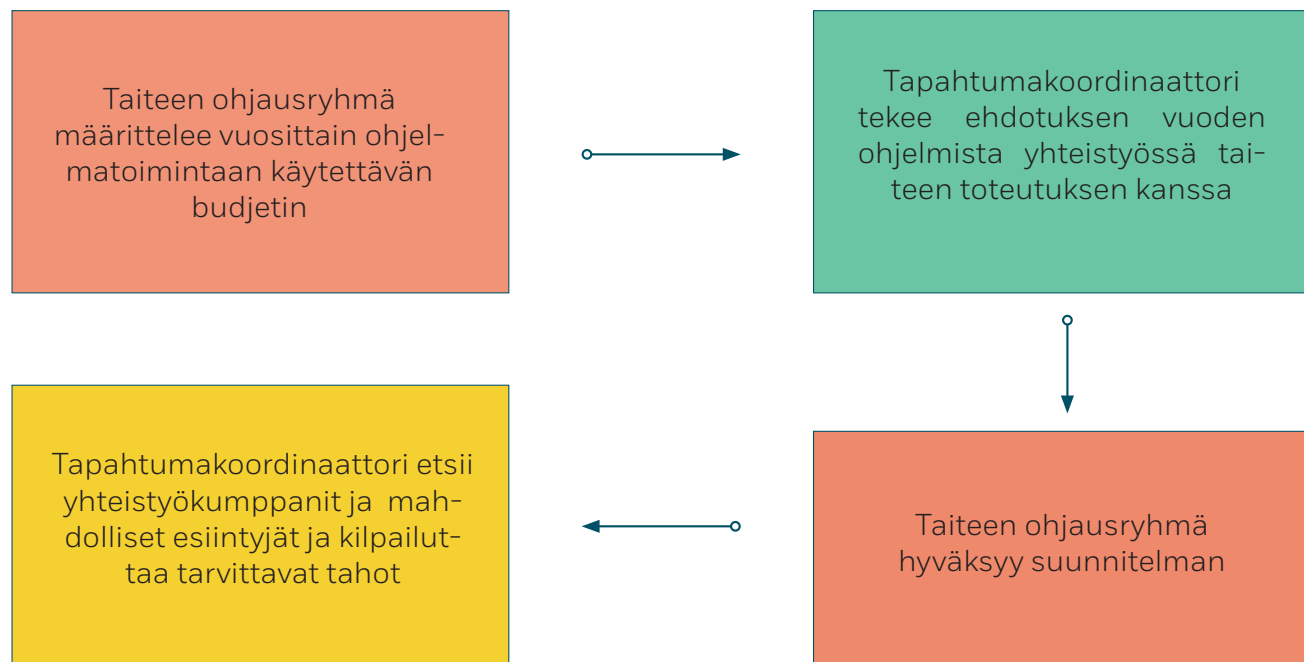 Taiteen ohjausryhmä
määrittelee vuosittain ohjel-
matoimintaan käytettävän
budjetin
Tapahtumakoordinaattori
tekee ehdotuksen vuoden
ohjelmista yhteistyössä tai-
teen toteutuksen kanssa
Taiteen ohjausryhmä
hyväksyy suunnitelman
Tapahtumakoordinaattori etsii
yhteistyökumppanit ja mah-
dolliset esiintyjät ja kilpailut-
taa tarvittavat tahot